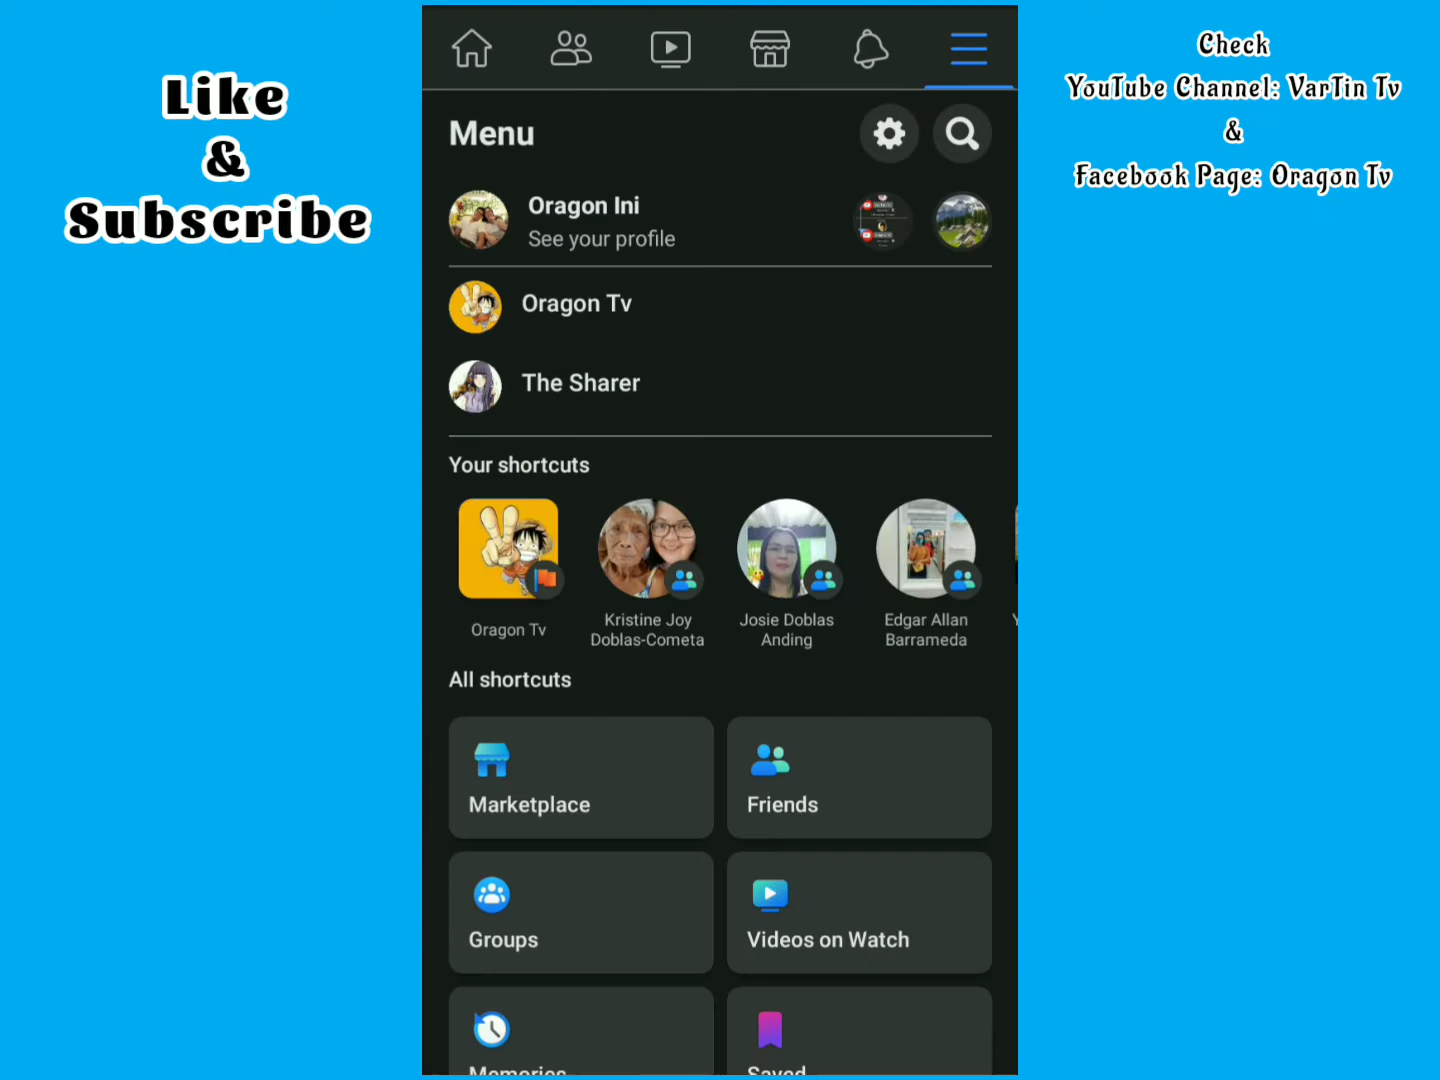 Like
&
Subscribe
Check
YouTube Channel: VarTin Tv
&
Facebook Page: Oragon Tv
Menu
Oragon Ini
See your profile
Oragon Tv
The Sharer
Your shortcuts
Oragon Tv
Kristine Joy
Doblas-Cometa
Josie Doblas
Anding
Edgar Allan
Barrameda
All shortcuts
Marketplace
Friends
Groups
Videos on Watch
Memories
Saved